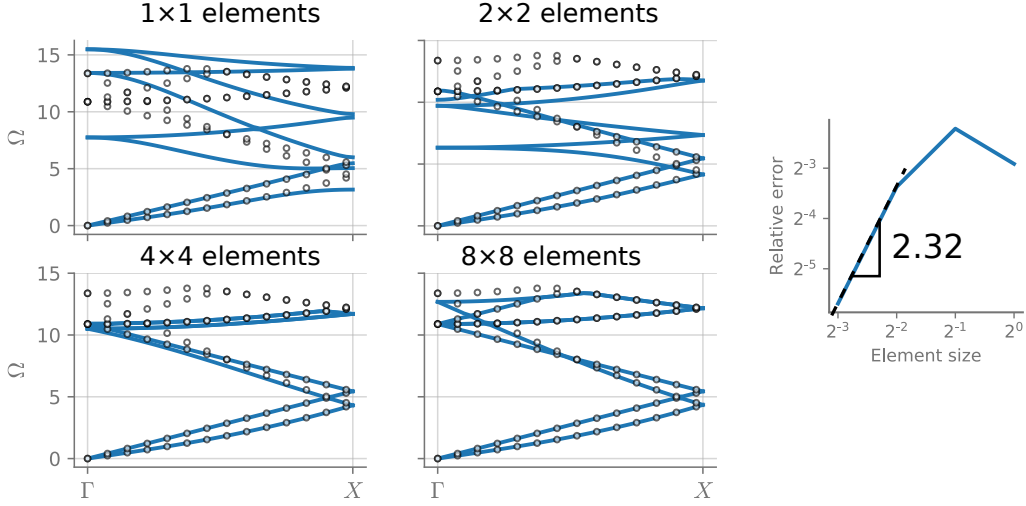 1×1 elements
2×2 elements
15
10
5
0
Ω
4×4 elements
8×8 elements
15
10
5
0
Ω
Γ
X
Γ
X
2⁻³
2⁻⁴
2⁻⁵
Relative error
2.32
2⁻³
2⁻²
2⁻¹
2⁰
Element size